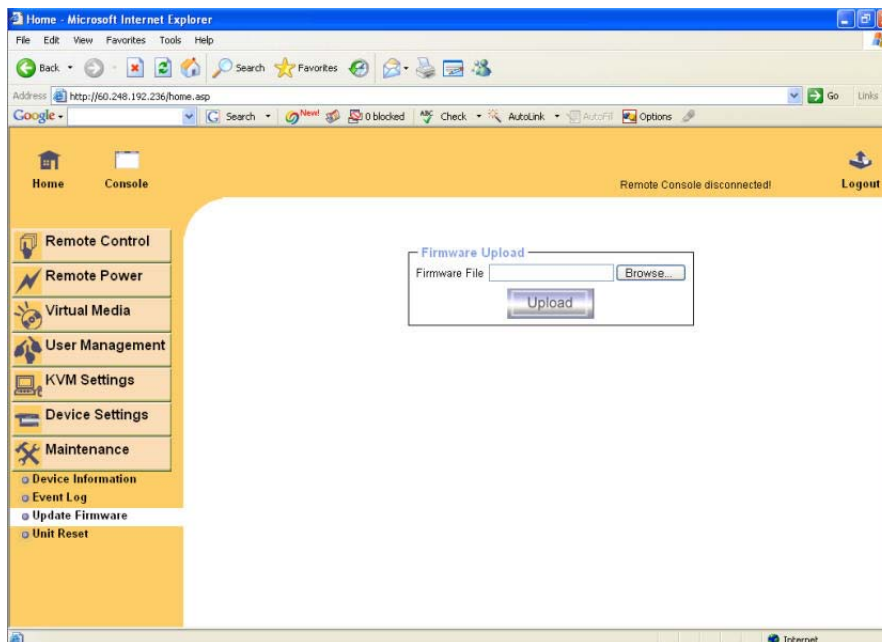 Home - Microsoft Internet Explorer
File Edit View Favorites Tools Help
Back Search Favorites
Address http://60.248.192.236/home.asp Go Links
Google Search New! 0 blocked ABC Check AutoLink AutoFill Options
Home Console Remote Console disconnected! Logout
Remote Control
Remote Power
Virtual Media
User Management
KVM Settings
Device Settings
Maintenance
Device Information
Event Log
Update Firmware
Unit Reset
Firmware Upload
Firmware File Browse...
Upload
Internet